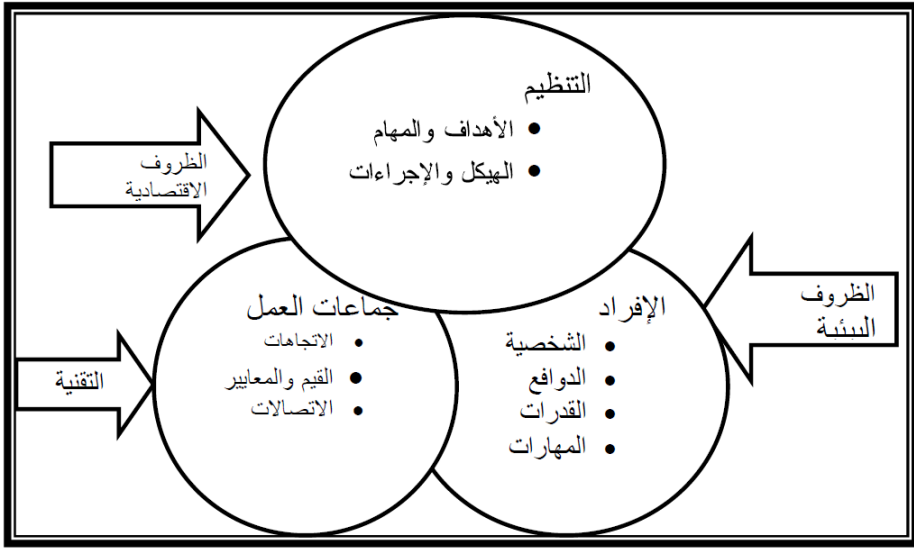 التنظيم
• الأهداف والمهام
• الهيكل والإجراءات
الظروف
الاقتصادية
جماعات العمل
• الاتجاهات
• القيم والمعايير
• الاتصالات
الإفراد
• الشخصية
• الدوافع
• القدرات
• المهارات
الظروف
البيئية
التقنية